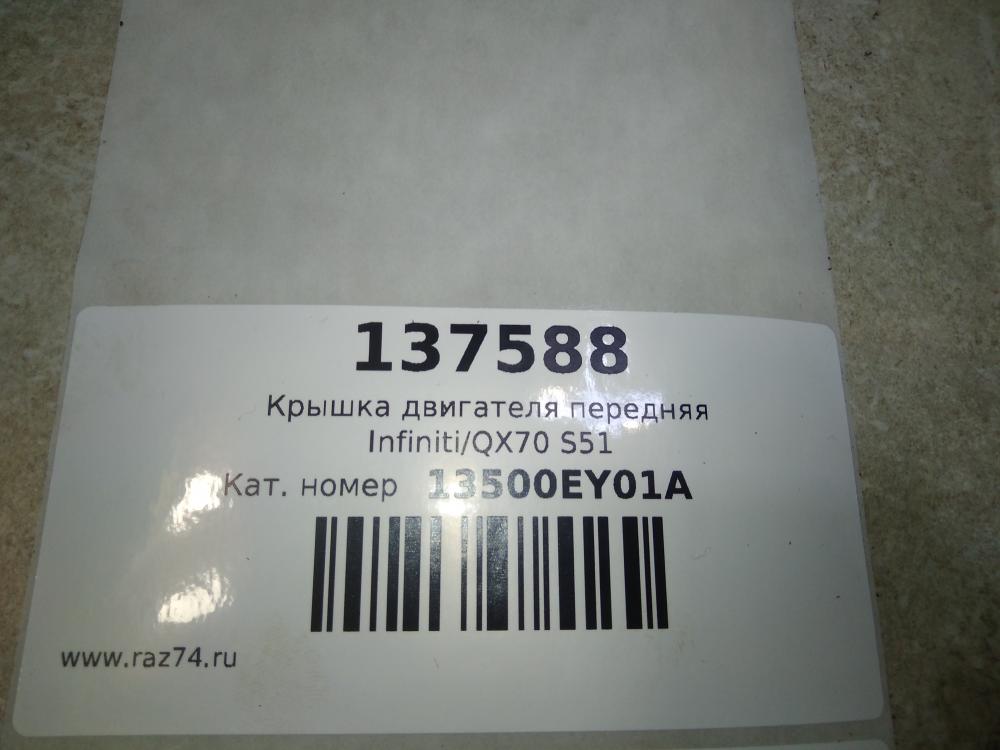 137588
Крышка двигателя передняя
Infiniti/QX70 S51
Кат. номер 13500EY01A
www.raz74.ru